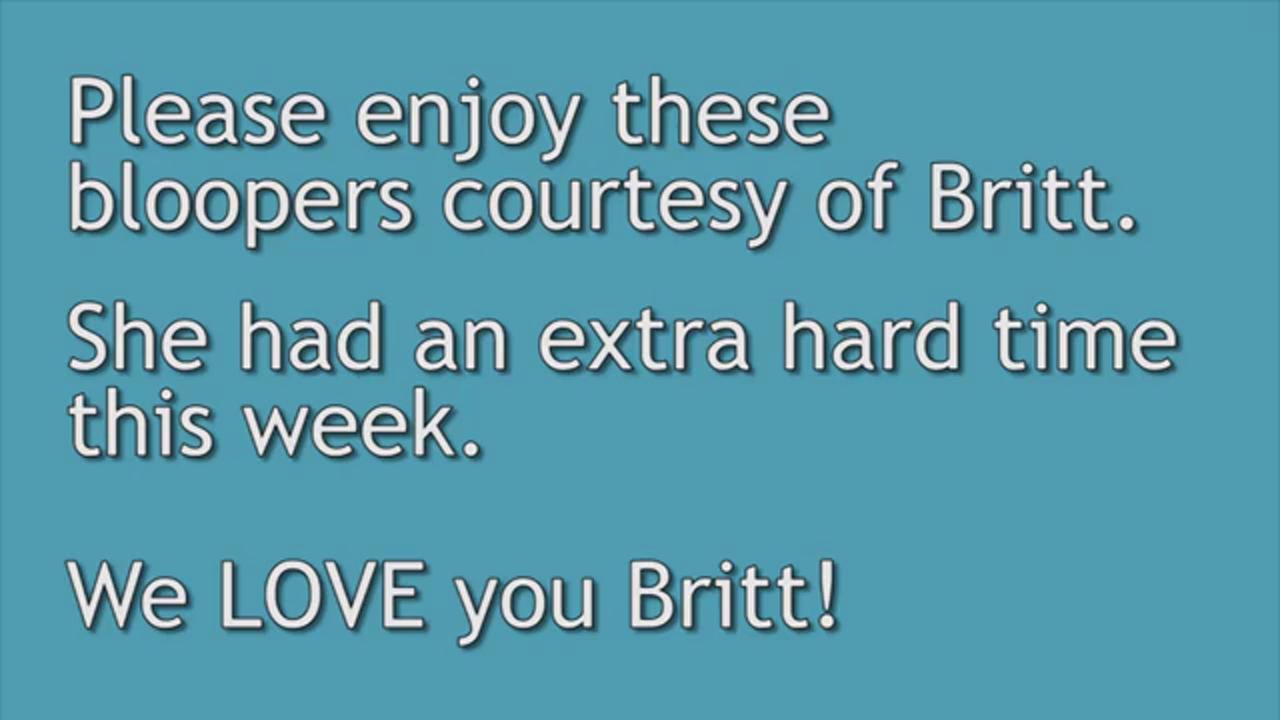 Please enjoy these
bloopers courtesy of Britt.
She had an extra hard time
this week.
We LOVE you Britt!